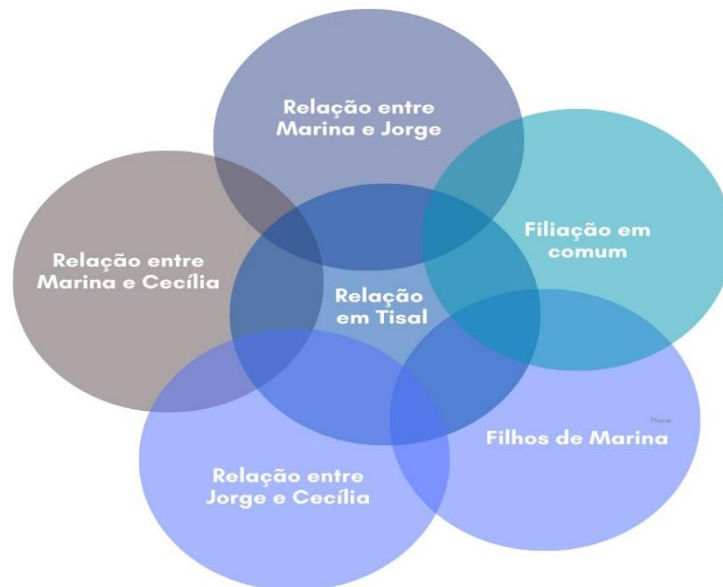 Relação entre
Marina e Jorge
Filiação em
comum
Relação entre
Marina e Cecília
Relação
em Tisal
Filhos de Marina
Relação entre
Jorge e Cecília